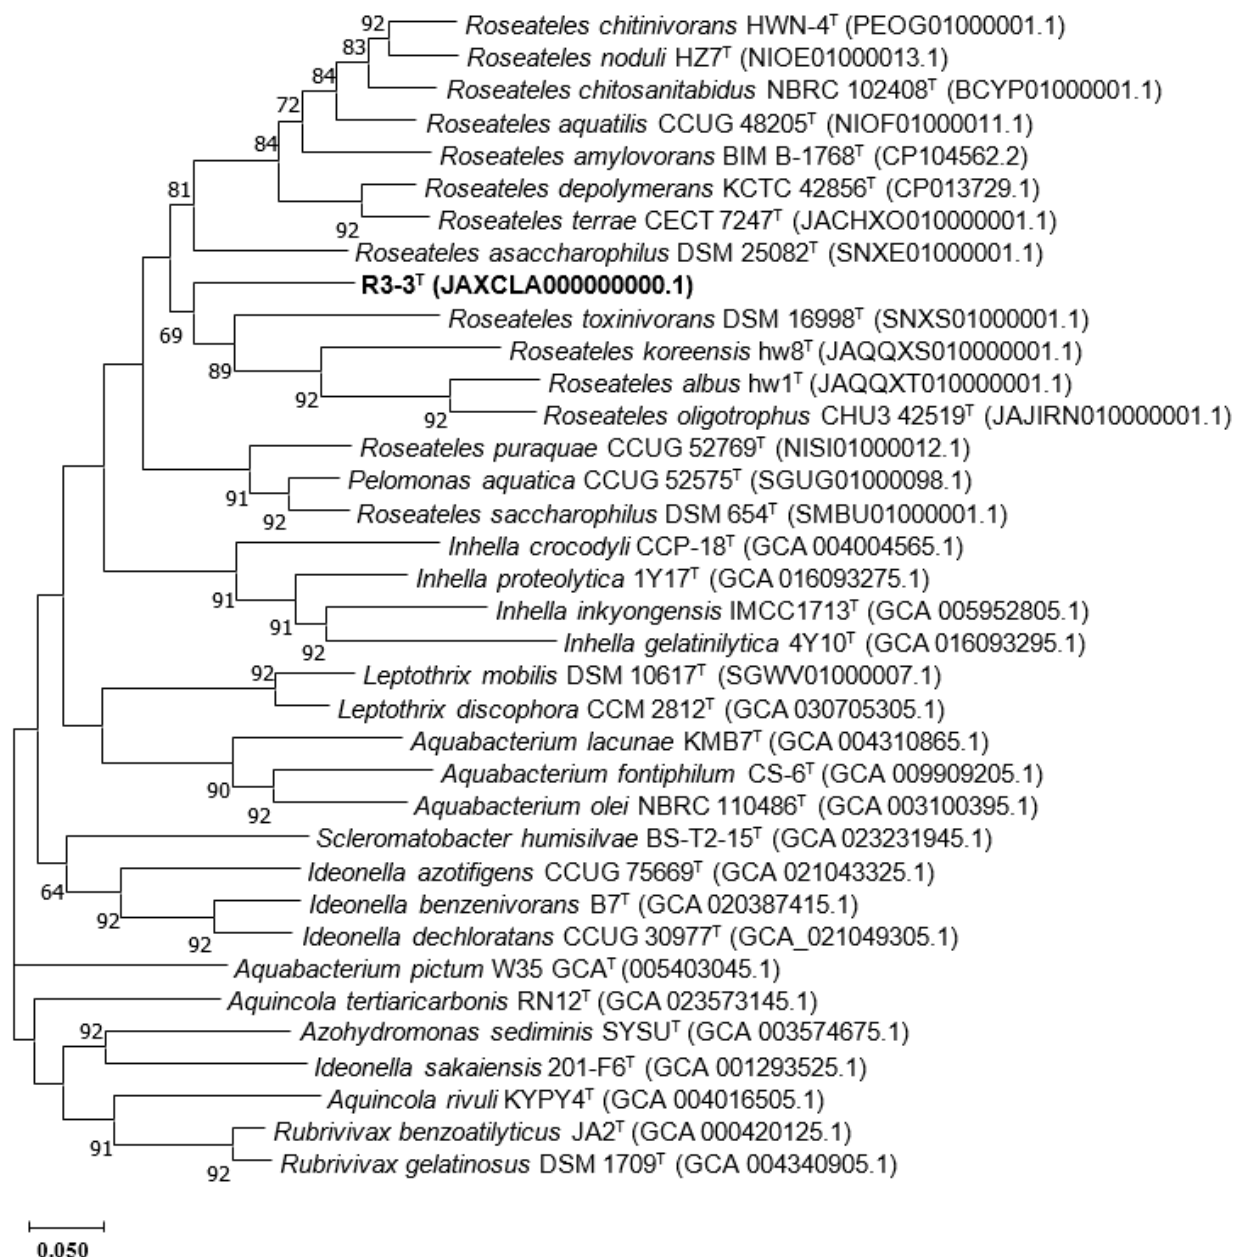 92
Roseateles chitinivorans HWN-4ᵀ (PEOG01000001.1)
83
Roseateles noduli HZ7ᵀ (NIOE01000013.1)
84
Roseateles chitosanitabidus NBRC 102408ᵀ (BCYP01000001.1)
72
Roseateles aquatilis CCUG 48205ᵀ (NIOF01000011.1)
84
Roseateles amylovorans BIM B-1768ᵀ (CP104562.2)
81
Roseateles depolymerans KCTC 42856ᵀ (CP013729.1)
Roseateles terrae CECT 7247ᵀ (JACHXO010000001.1)
92
Roseateles asaccharophilus DSM 25082ᵀ (SNXE01000001.1)
R3-3ᵀ (JAXCLA000000000.1)
Roseateles toxinivorans DSM 16998ᵀ (SNXS01000001.1)
69
Roseateles koreensis hw8ᵀ (JAQQXS010000001.1)
89
Roseateles albus hw1ᵀ (JAQQXT010000001.1)
92
Roseateles oligotrophus CHU3 42519ᵀ (JAJIRN010000001.1)
92
Roseateles puraquae CCUG 52769ᵀ (NISI01000012.1)
Pelomonas aquatica CCUG 52575ᵀ (SGUG01000098.1)
91
Roseateles saccharophilus DSM 654ᵀ (SMBU01000001.1)
92
Inhella crocodyli CCP-18ᵀ (GCA 004004565.1)
Inhella proteolytica 1Y17ᵀ (GCA 016093275.1)
91
Inhella inkyongensis IMCC1713ᵀ (GCA 005952805.1)
91
Inhella gelatinilytica 4Y10ᵀ (GCA 016093295.1)
92
92
Leptothrix mobilis DSM 10617ᵀ (SGWV01000007.1)
Leptothrix discophora CCM 2812ᵀ (GCA 030705305.1)
Aquabacterium lacunae KMB7ᵀ (GCA 004310865.1)
Aquabacterium fontiphilum CS-6ᵀ (GCA 009909205.1)
90
Aquabacterium olei NBRC 110486ᵀ (GCA 003100395.1)
92
Scleromatobacter humisilvae BS-T2-15ᵀ (GCA 023231945.1)
Ideonella azotifigens CCUG 75669ᵀ (GCA 021043325.1)
64
Ideonella benzenivorans B7ᵀ (GCA 020387415.1)
92
Ideonella dechloratans CCUG 30977ᵀ (GCA_021049305.1)
92
Aquabacterium pictum W35 GCAᵀ (005403045.1)
Aquincola tertiaricarbonis RN12ᵀ (GCA 023573145.1)
92
Azohydromonas sediminis SYSUᵀ (GCA 003574675.1)
Ideonella sakaiensis 201-F6ᵀ (GCA 001293525.1)
Aquincola rivuli KYPY4ᵀ (GCA 004016505.1)
Rubrivivax benzoatilyticus JA2ᵀ (GCA 000420125.1)
91
Rubrivivax gelatinosus DSM 1709ᵀ (GCA 004340905.1)
92
0.050